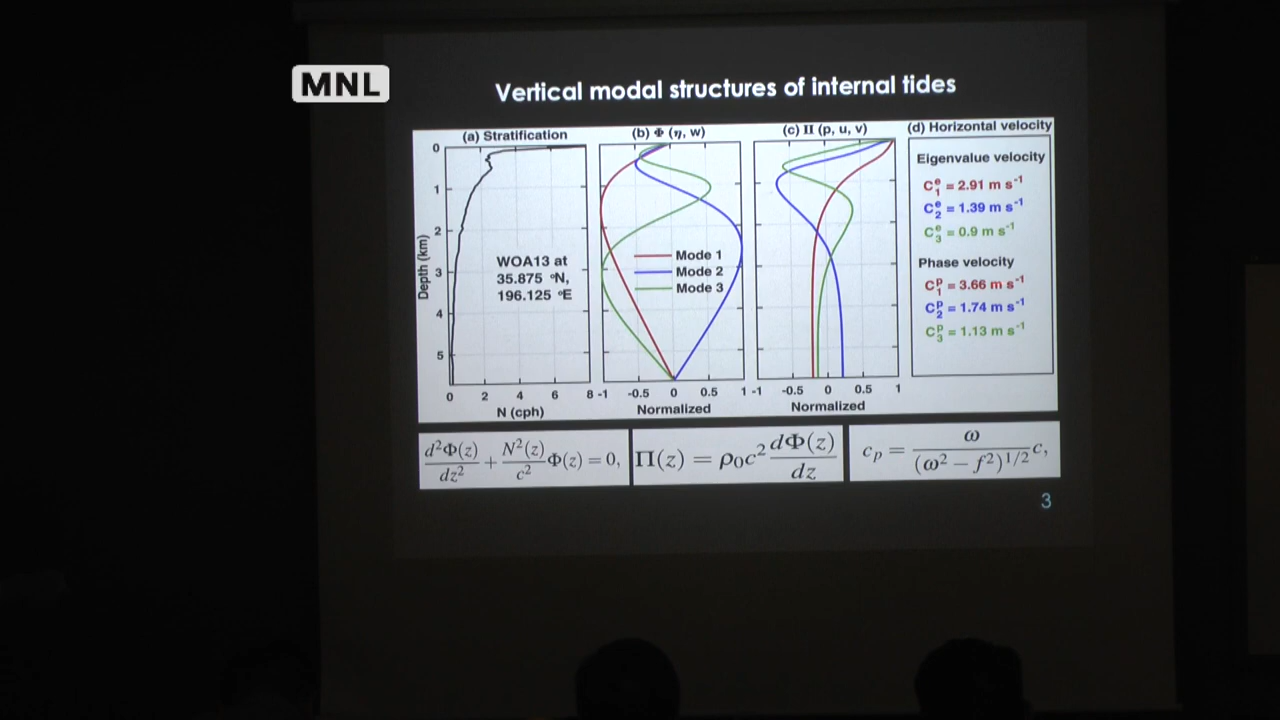 MNL
Vertical modal structures of internal tides
(a) Stratification
(b) Φ (η, w)
(c) Π (p, u, v)
(d) Horizontal velocity
0
1
2
3
4
5
Depth (km)
WOA13 at
35.875 °N,
196.125 °E
0 2 4 6 8
N (cph)
Mode 1
Mode 2
Mode 3
-1 -0.5 0 0.5 1
Normalized
-1 -0.5 0 0.5 1
Normalized
Eigenvalue velocity
C₁ᵉ = 2.91 m s⁻¹
C₂ᵉ = 1.39 m s⁻¹
C₃ᵉ = 0.9 m s⁻¹
Phase velocity
C₁ᵖ = 3.66 m s⁻¹
C₂ᵖ = 1.74 m s⁻¹
C₃ᵖ = 1.13 m s⁻¹
d²Φ(z)/dz² + N²(z)/c² Φ(z) = 0,
Π(z) = ρ₀c² dΦ(z)/dz
cₚ = ω/(ω² − f²)^1/2 c,
3